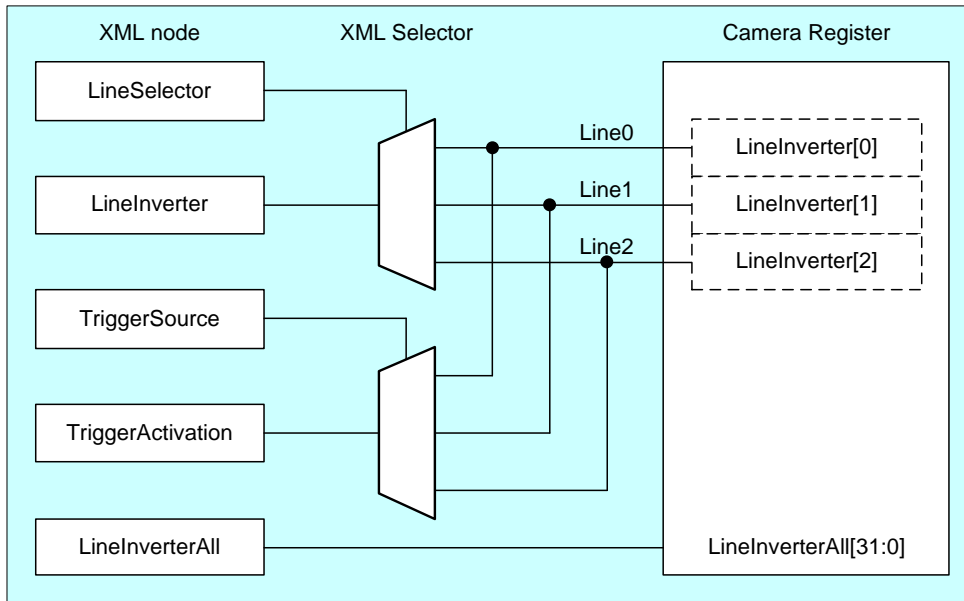 XML node
XML Selector
Camera Register
LineSelector
Line0
LineInverter[0]
LineInverter
Line1
LineInverter[1]
Line2
LineInverter[2]
TriggerSource
TriggerActivation
LineInverterAll
LineInverterAll[31:0]